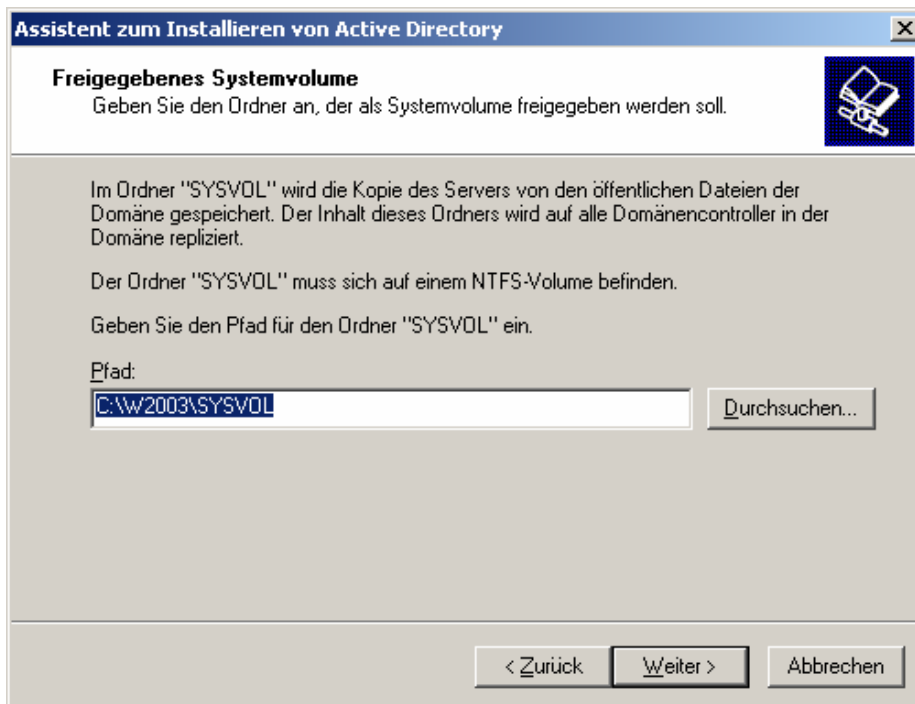 Assistent zum Installieren von Active Directory
Freigegebenes Systemvolume
Geben Sie den Ordner an, der als Systemvolume freigegeben werden soll.
Im Ordner "SYSVOL" wird die Kopie des Servers von den öffentlichen Dateien der
Domäne gespeichert. Der Inhalt dieses Ordners wird auf alle Domänencontroller in der
Domäne repliziert.
Der Ordner "SYSVOL" muss sich auf einem NTFS-Volume befinden.
Geben Sie den Pfad für den Ordner "SYSVOL" ein.
Pfad:
C:\W2003\SYSVOL
Durchsuchen...
< Zurück
Weiter >
Abbrechen